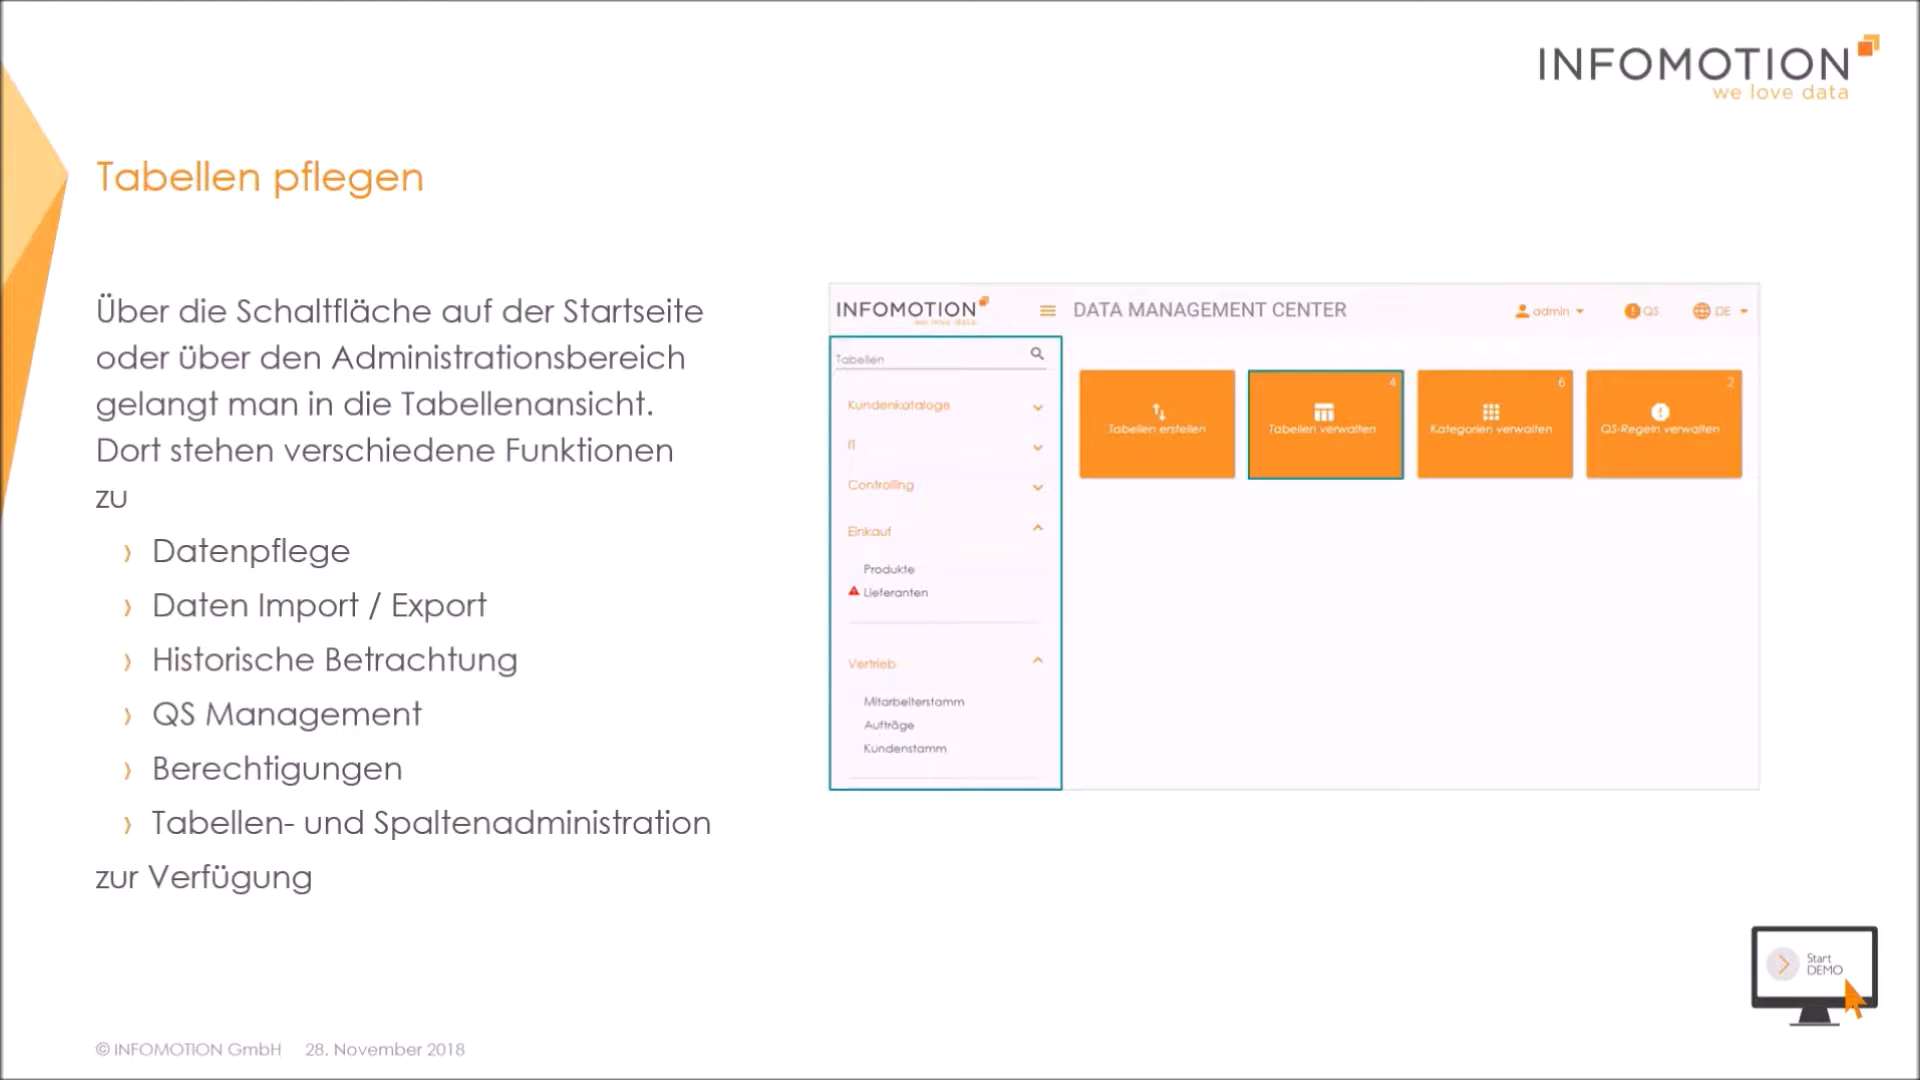 INFOMOTION
we love data
Tabellen pflegen
Über die Schaltfläche auf der Startseite
oder über den Administrationsbereich
gelangt man in die Tabellenansicht.
Dort stehen verschiedene Funktionen
zu
› Datenpflege
› Daten Import / Export
› Historische Betrachtung
› QS Management
› Berechtigungen
› Tabellen- und Spaltenadministration
zur Verfügung
INFOMOTION
we love data
DATA MANAGEMENT CENTER
admin
QS
DE
Tabellen
Kundenkataloge
IT
Controlling
Einkauf
Produkte
Lieferanten
Vertrieb
Mitarbeiterstamm
Aufträge
Kundenstamm
Tabellen erstellen
4
Tabellen verwalten
6
Kategorien verwalten
2
QS-Regeln verwalten
Start
DEMO
© INFOMOTION GmbH 28. November 2018